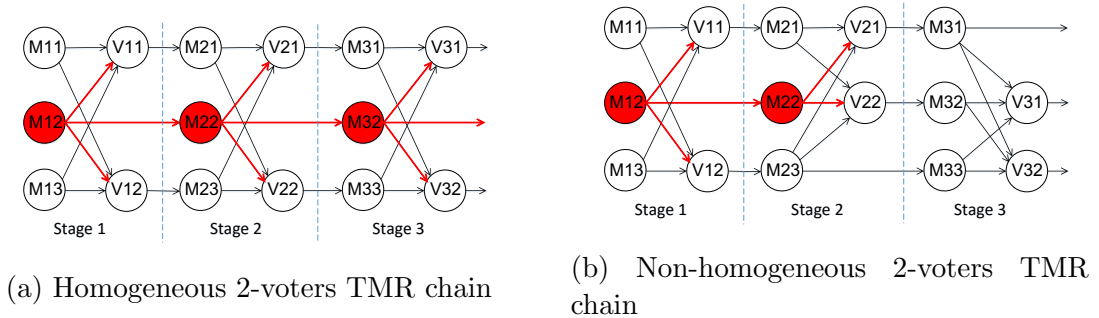 M11 V11 M21 V21 M31 V31
M12 M22 M32
M13 V12 M23 V22 M33 V32
Stage 1 Stage 2 Stage 3
(a) Homogeneous 2-voters TMR chain
M11 V11 M21 V21 M31
M12 M22 V22 M32 V31
M13 V12 M23 M33 V32
Stage 1 Stage 2 Stage 3
(b) Non-homogeneous 2-voters TMR
chain